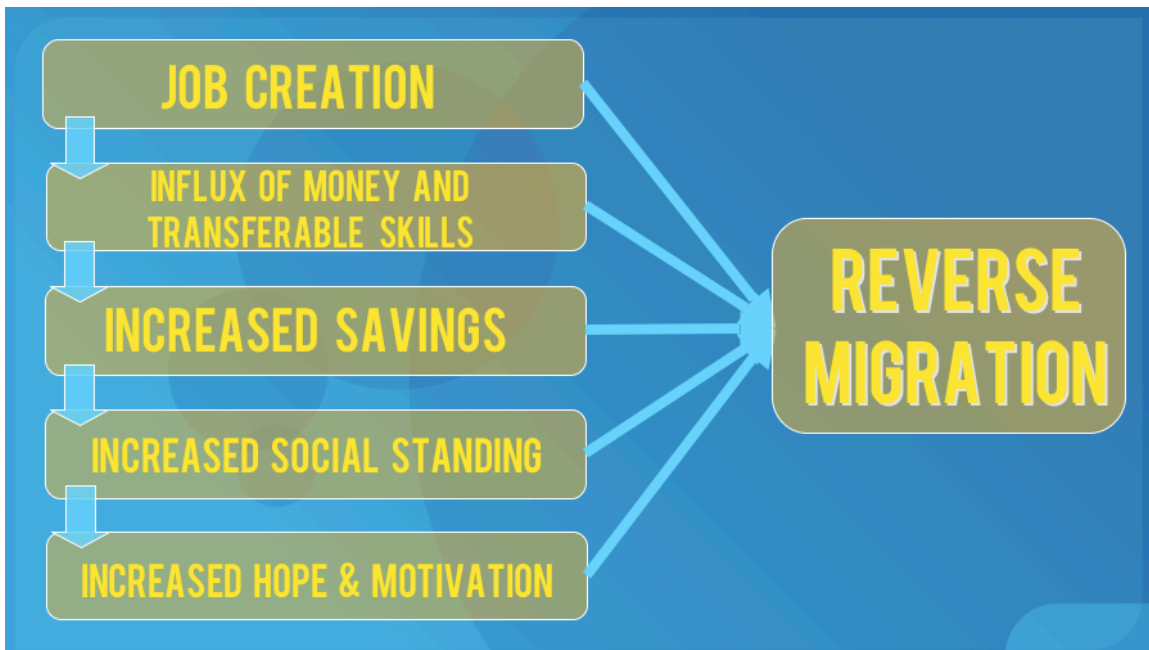 JOB CREATION
INFLUX OF MONEY AND
TRANSFERABLE SKILLS
INCREASED SAVINGS
INCREASED SOCIAL STANDING
INCREASED HOPE & MOTIVATION
REVERSE
MIGRATION